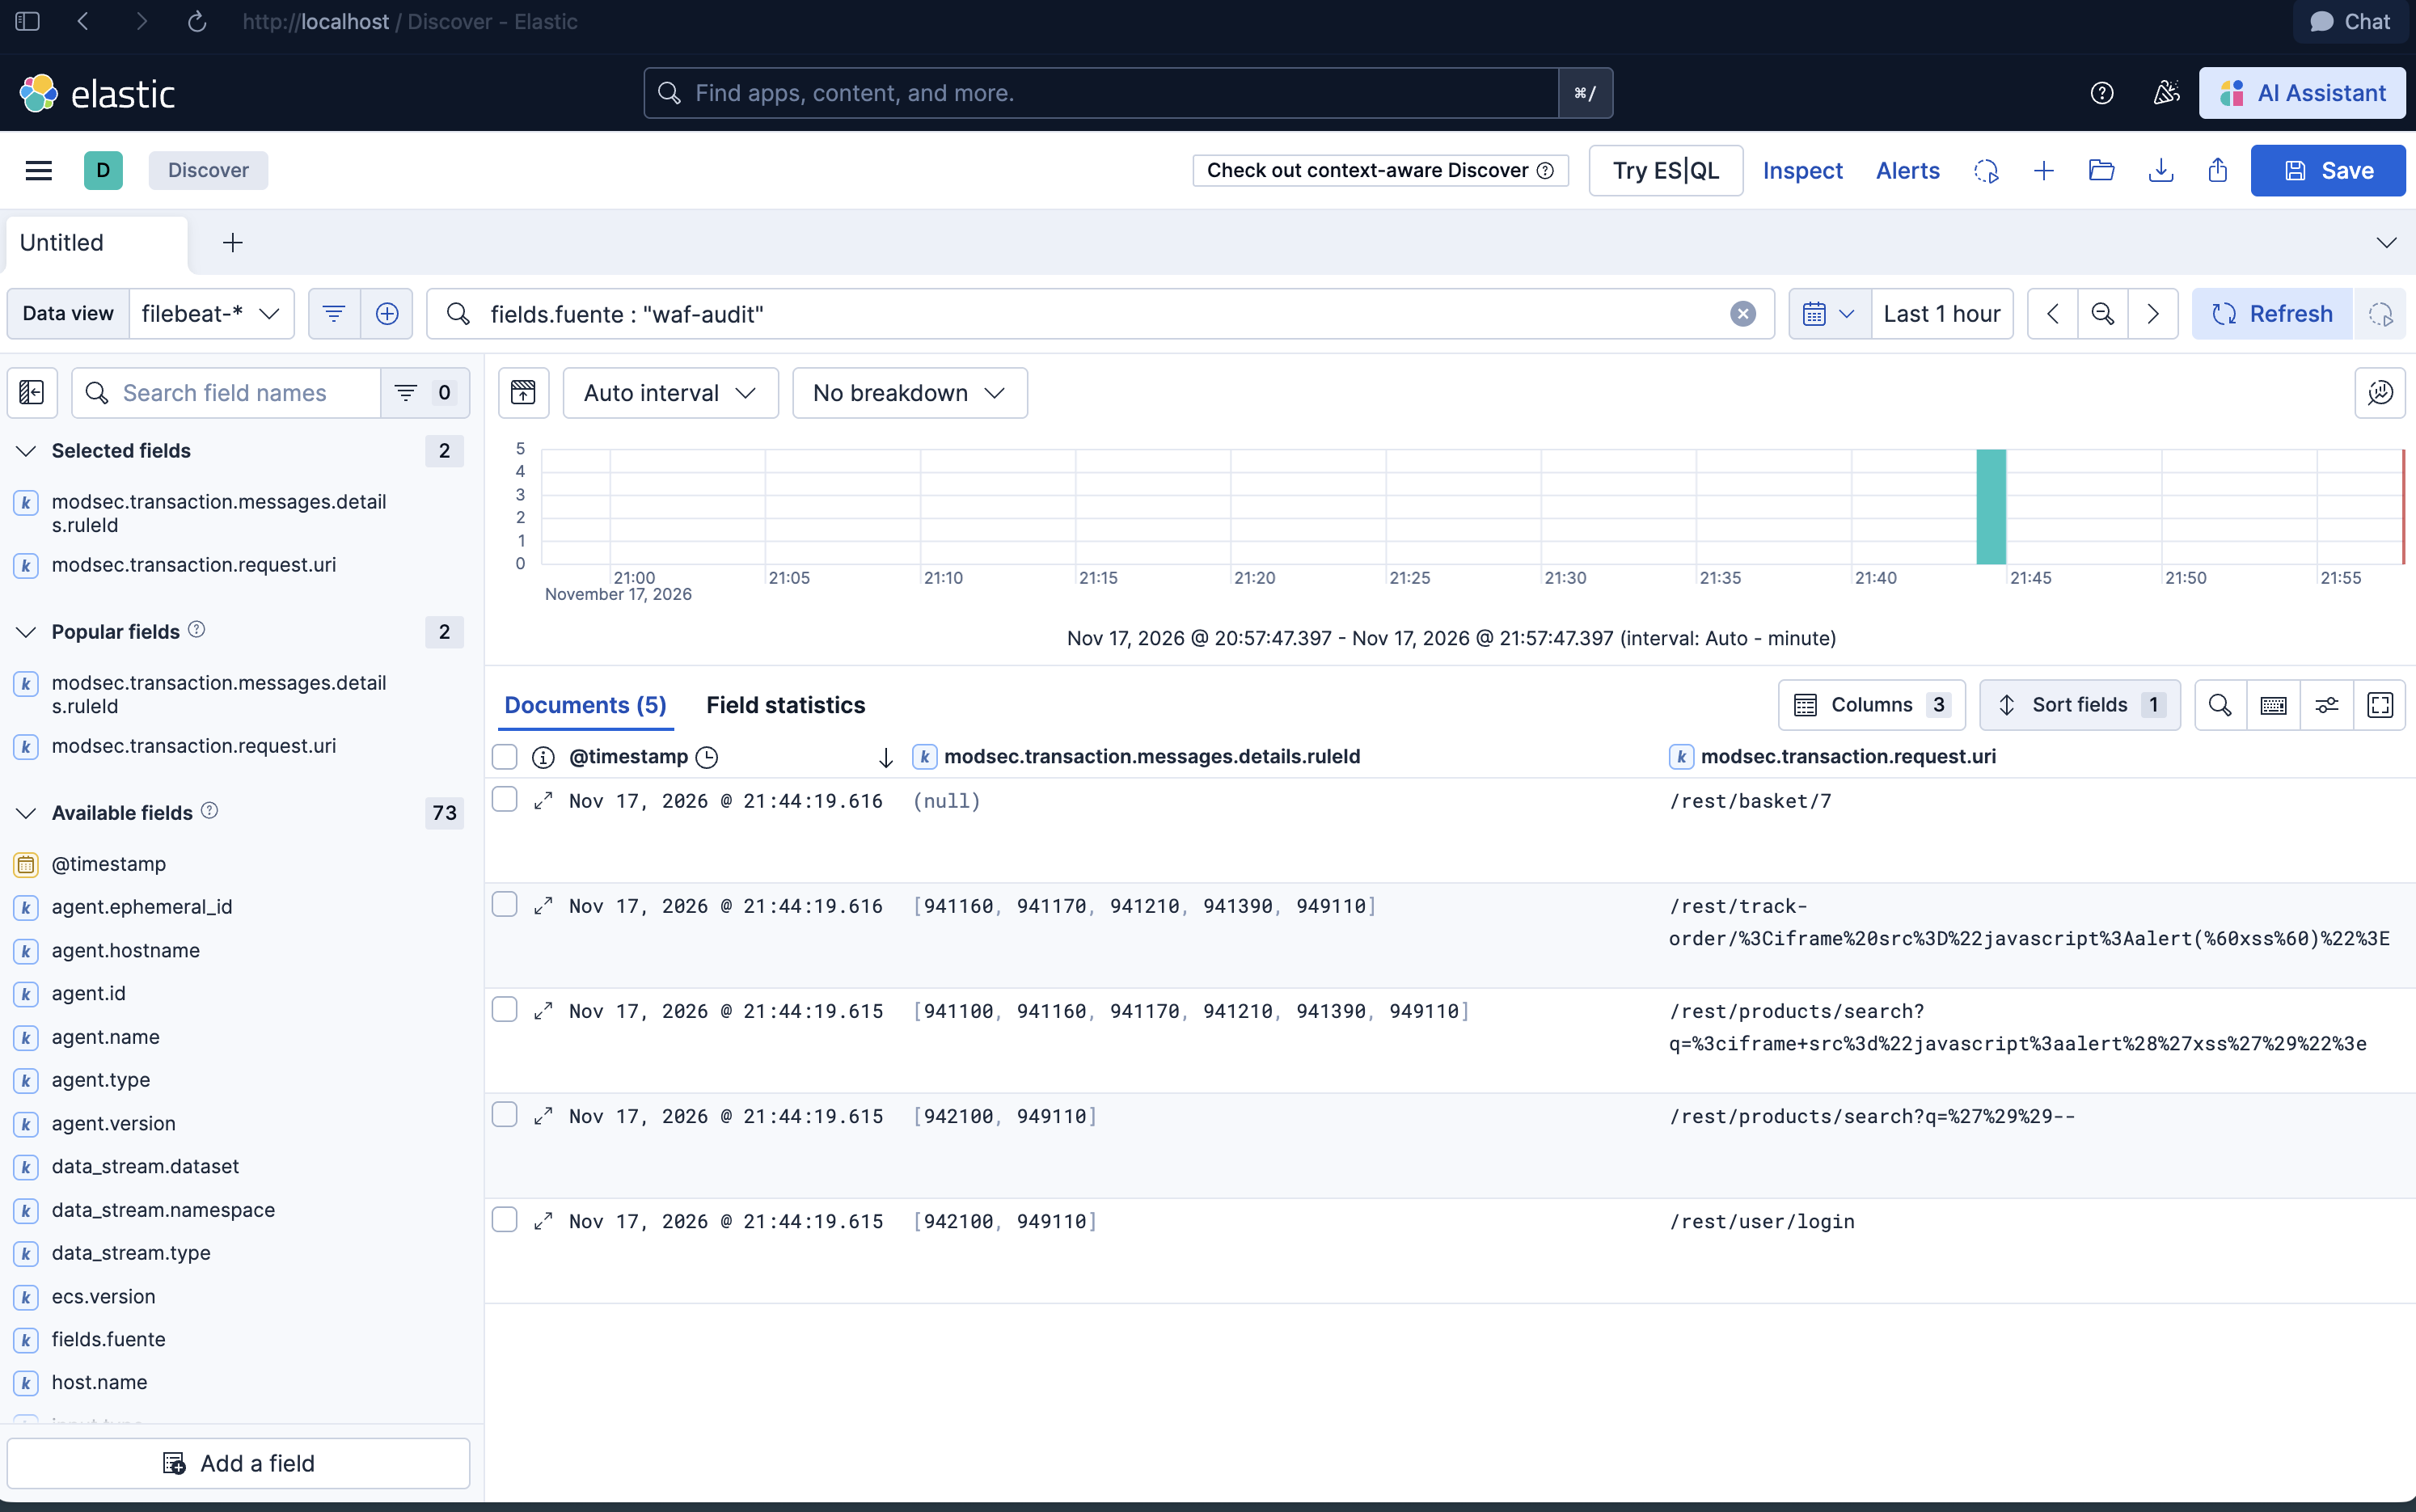 http://localhost / Discover - Elastic
Chat
elastic
Find apps, content, and more.
⌘/
AI Assistant
D
Discover
Check out context-aware Discover
Try ES|QL
Inspect
Alerts
Save
Untitled
Data view
filebeat-*
fields.fuente : "waf-audit"
Last 1 hour
Refresh
Search field names
0
Auto interval
No breakdown
Selected fields
2
k modsec.transaction.messages.detail
s.ruleId
k modsec.transaction.request.uri
Popular fields
2
k modsec.transaction.messages.detail
s.ruleId
k modsec.transaction.request.uri
Available fields
73
@timestamp
k agent.ephemeral_id
k agent.hostname
k agent.id
k agent.name
k agent.type
k agent.version
k data_stream.dataset
k data_stream.namespace
k data_stream.type
k ecs.version
k fields.fuente
k host.name
Add a field
5
4
3
2
1
0
21:00 21:05 21:10 21:15 21:20 21:25 21:30 21:35 21:40 21:45 21:50 21:55
November 17, 2026
Nov 17, 2026 @ 20:57:47.397 - Nov 17, 2026 @ 21:57:47.397 (interval: Auto - minute)
Documents (5)
Field statistics
Columns 3
Sort fields 1
@timestamp k modsec.transaction.messages.details.ruleId k modsec.transaction.request.uri
Nov 17, 2026 @ 21:44:19.616 (null) /rest/basket/7
Nov 17, 2026 @ 21:44:19.616 [941160, 941170, 941210, 941390, 949110] /rest/track-
order/%3Ciframe%20src%3D%22javascript%3Aalert(%60xss%60)%22%3E
Nov 17, 2026 @ 21:44:19.615 [941100, 941160, 941170, 941210, 941390, 949110] /rest/products/search?
q=%3ciframe+src%3d%22javascript%3aalert%28%27xss%27%29%22%3e
Nov 17, 2026 @ 21:44:19.615 [942100, 949110] /rest/products/search?q=%27%29%29--
Nov 17, 2026 @ 21:44:19.615 [942100, 949110] /rest/user/login